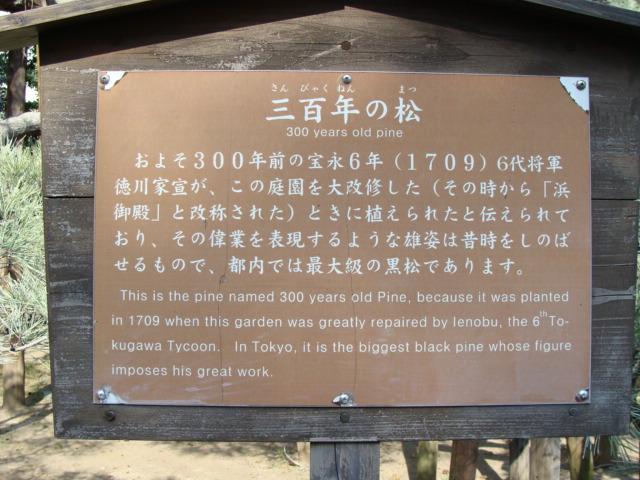 さん びゃく ねん まつ
三百年の松
300 years old pine
およそ３００年前の宝永６年（１７０９）６代将軍
徳川家宣が、この庭園を大改修した（その時から「浜
御殿」と改称された）ときに植えられたと伝えられて
おり、その偉業を表現するような雄姿は昔時をしのば
せるもので、都内では最大級の黒松であります。
This is the pine named 300 years old Pine, because it was planted
in 1709 when this garden was greatly repaired by Ienobu, the 6th To-
kugawa Tycoon. In Tokyo, it is the biggest black pine whose figure
imposes his great work.